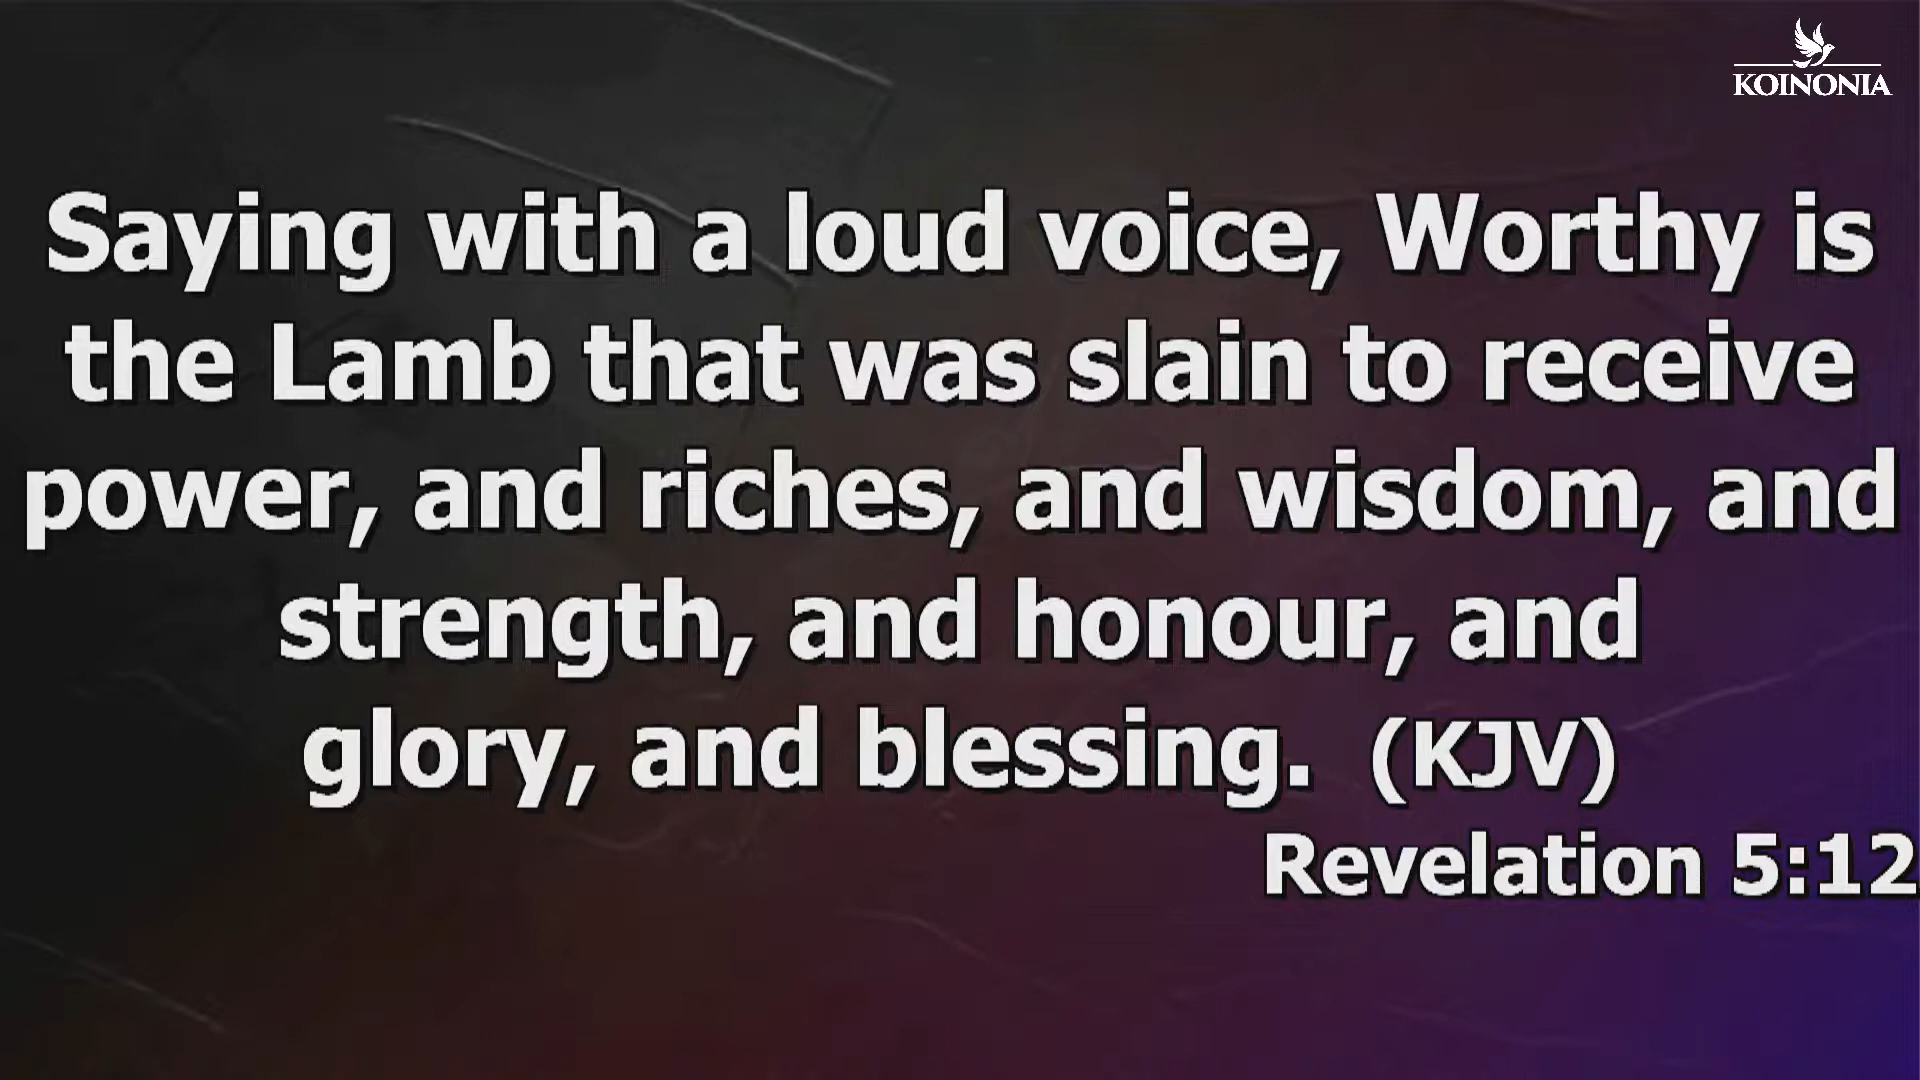 KOINONIA
Saying with a loud voice, Worthy is
the Lamb that was slain to receive
power, and riches, and wisdom, and
strength, and honour, and
glory, and blessing.  (KJV)
Revelation 5:12